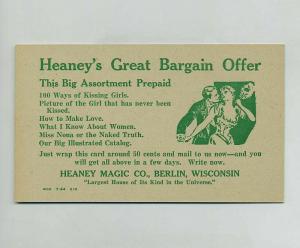 Heaney's Great Bargain Offer
This Big Assortment Prepaid
100 Ways of Kissing Girls.
Picture of the Girl that has never been
Kissed.
How to Make Love.
What I Know About Women.
Miss Nona or the Naked Truth.
Our Big Illustrated Catalog.
Just wrap this card around 50 cents and mail to us now—and you
will get all above in a few days. Write now.
HEANEY MAGIC CO., BERLIN, WISCONSIN
"Largest House of Its Kind in the Universe."